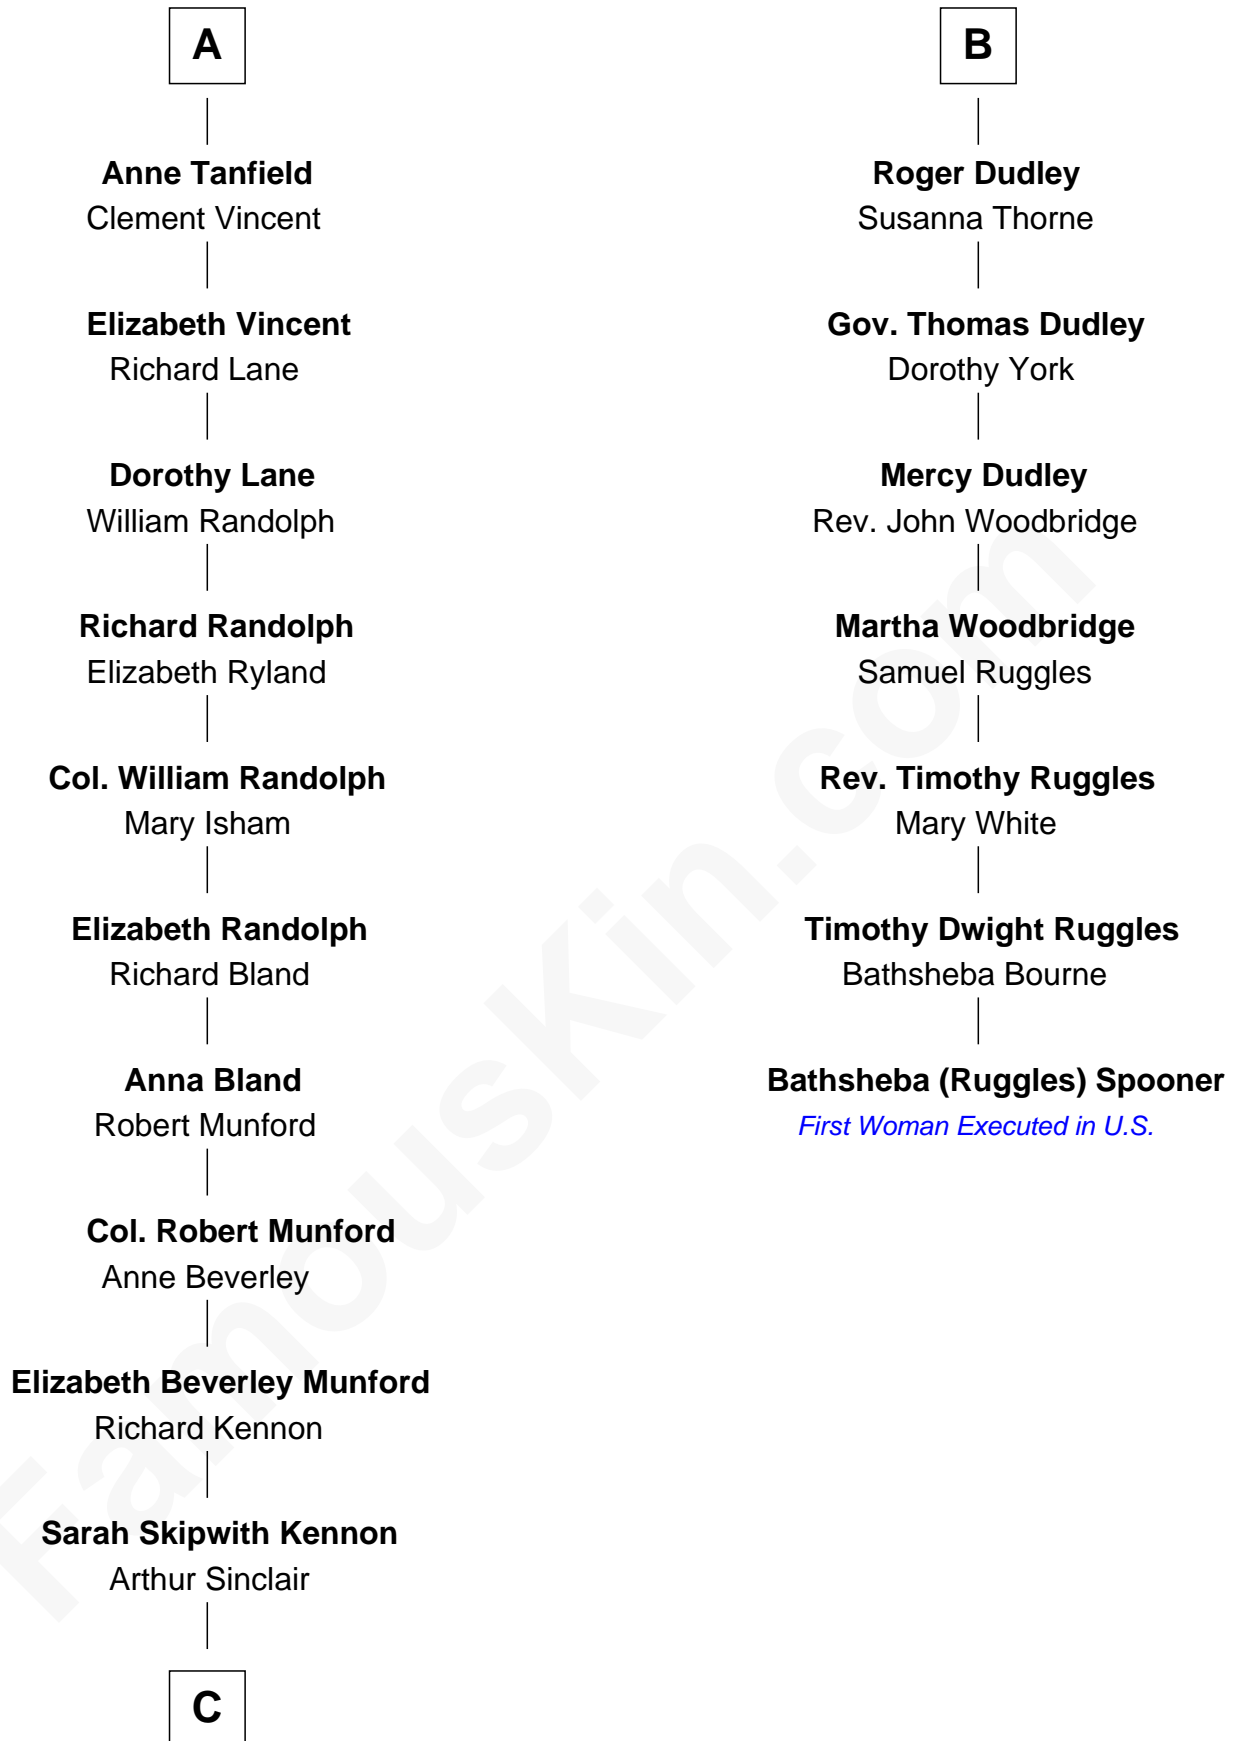 A
Anne Tanfield
Clement Vincent
Elizabeth Vincent
Richard Lane
Dorothy Lane
William Randolph
Richard Randolph
Elizabeth Ryland
Col. William Randolph
Mary Isham
Elizabeth Randolph
Richard Bland
Anna Bland
Robert Munford
Col. Robert Munford
Anne Beverley
Elizabeth Beverley Munford
Richard Kennon
Sarah Skipwith Kennon
Arthur Sinclair
C
B
Roger Dudley
Susanna Thorne
Gov. Thomas Dudley
Dorothy York
Mercy Dudley
Rev. John Woodbridge
Martha Woodbridge
Samuel Ruggles
Rev. Timothy Ruggles
Mary White
Timothy Dwight Ruggles
Bathsheba Bourne
Bathsheba (Ruggles) Spooner
First Woman Executed in U.S.
FamousKin.com